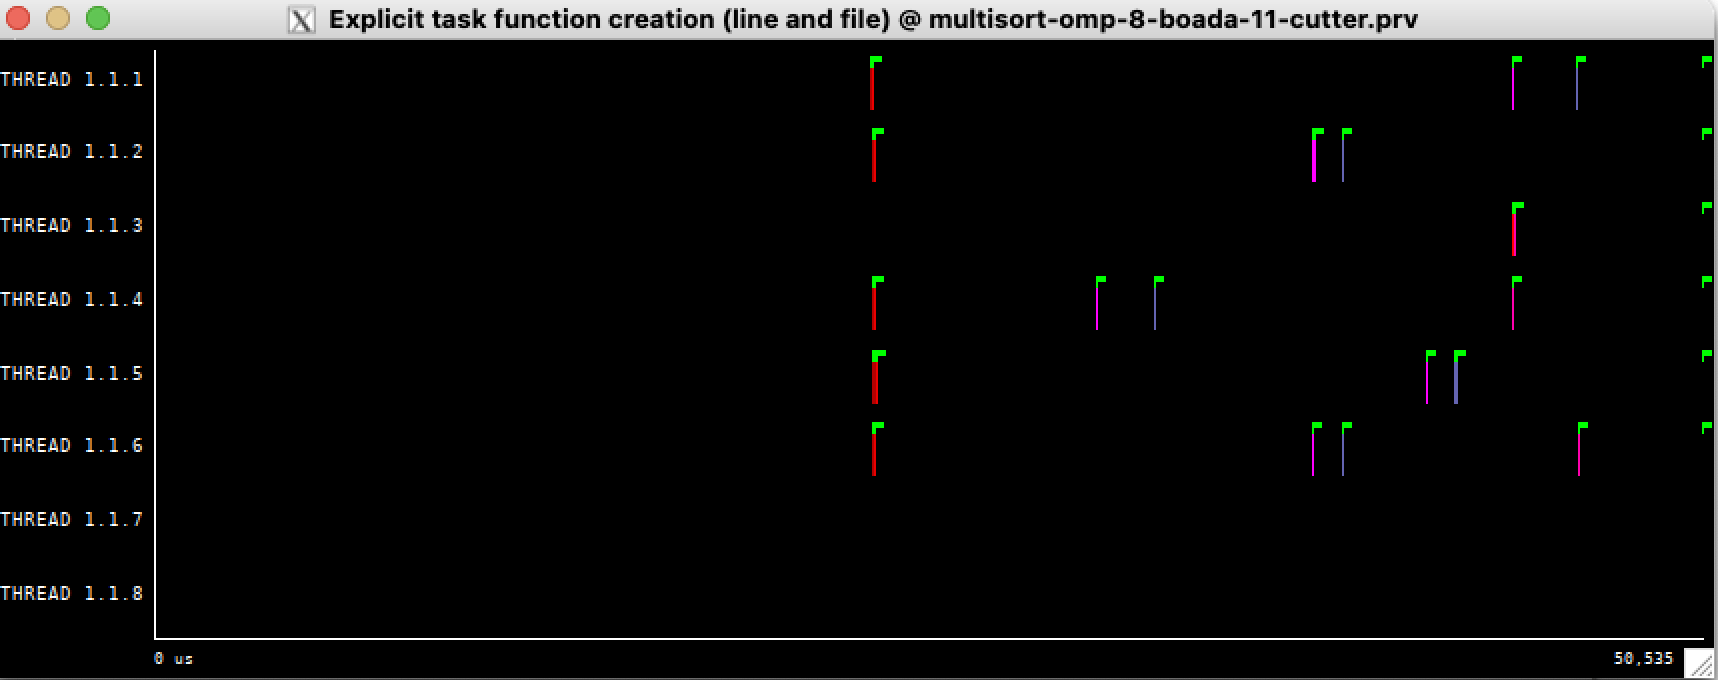 Explicit task function creation (line and file) @ multisort-omp-8-boada-11-cutter.prv
THREAD 1.1.1
THREAD 1.1.2
THREAD 1.1.3
THREAD 1.1.4
THREAD 1.1.5
THREAD 1.1.6
THREAD 1.1.7
THREAD 1.1.8
0 us
50,535